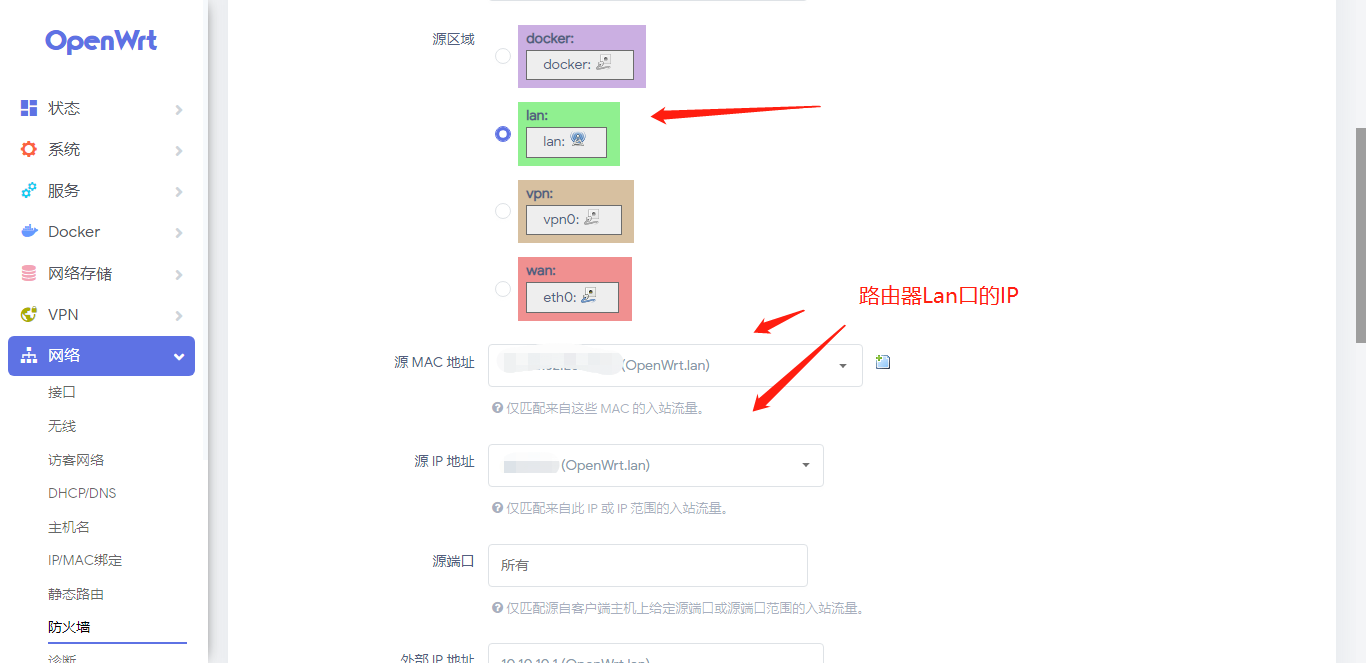 OpenWrt
状态
系统
服务
Docker
网络存储
VPN
网络
接口
无线
访客网络
DHCP/DNS
主机名
IP/MAC绑定
静态路由
防火墙
诊断
源区域
docker:
docker:
lan:
lan:
vpn:
vpn0:
wan:
eth0:
路由器Lan口的IP
源 MAC 地址
(OpenWrt.lan)
仅匹配来自这些 MAC 的入站流量。
源 IP 地址
(OpenWrt.lan)
仅匹配来自此 IP 或 IP 范围的入站流量。
源端口
所有
仅匹配源自客户端主机上给定源端口或源端口范围的入站流量。
外部 IP 地址
10.10.10.1 (OpenWrt.lan)